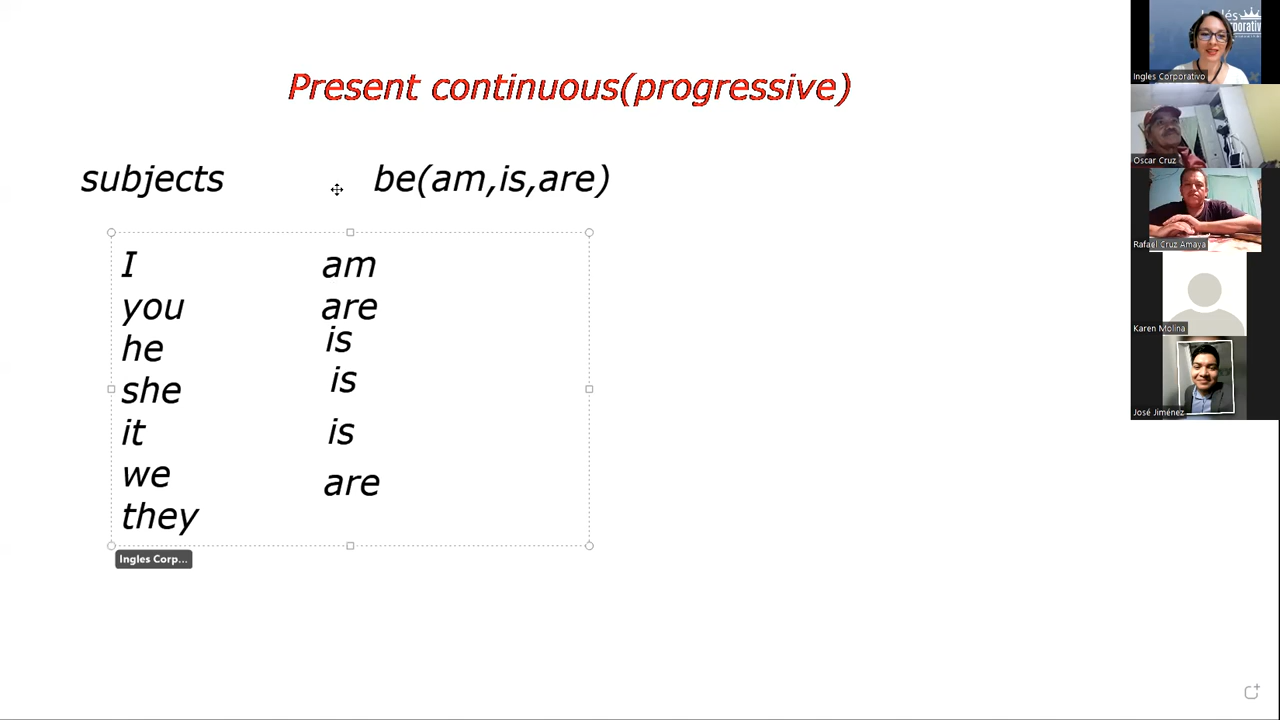 Present continuous(progressive)
subjects be(am,is,are)
I am
you are
he is
she is
it is
we are
they
Ingles Corp...
Ingles Corporativo
Oscar Cruz
Rafael Cruz Amaya
Karen Molina
José Jiménez